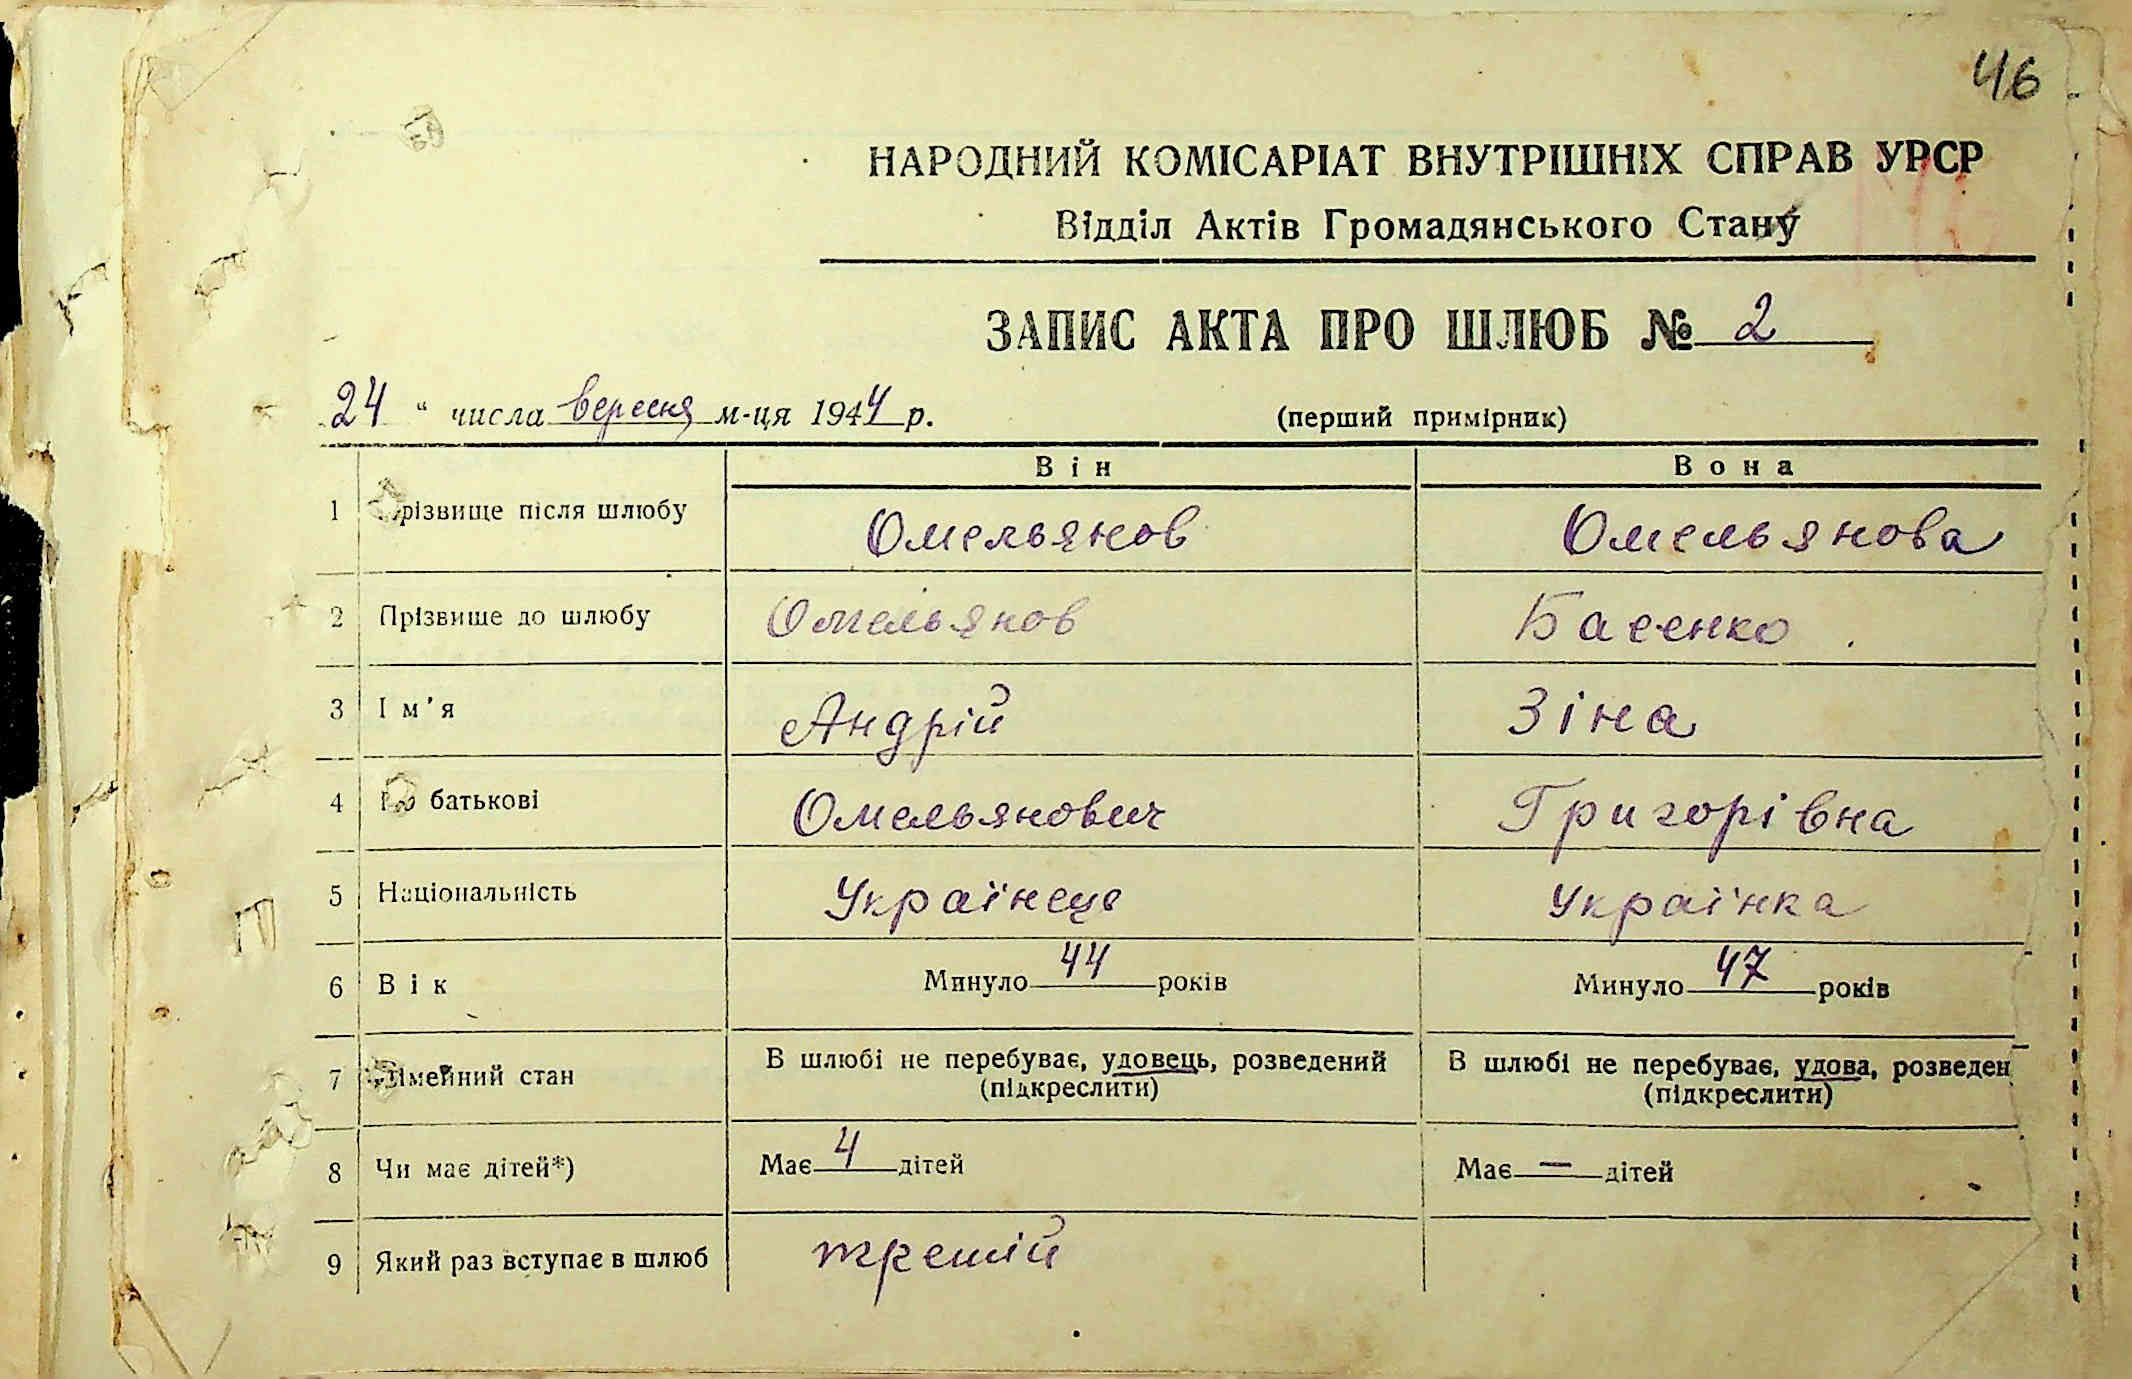 46
НАРОДНИЙ КОМІСАРІАТ ВНУТРІШНІХ СПРАВ УРСР
Відділ Актів Громадянського Стану
ЗАПИС АКТА ПРО ШЛЮБ № 2
24 " числа вересня м-ця 1944 р. (перший примірник)
Він Вона
1 Прізвище після шлюбу Омельянов Омельянова
2 Прізвише до шлюбу Омельянов Басенко
3 Ім'я Андрій Зіна
4 По батькові Омельянович Григорівна
5 Національність Українець Українка
6 Вік Минуло 44 років Минуло 47 років
7 Сімейний стан В шлюбі не перебуває, удовець, розведений (підкреслити) В шлюбі не перебуває, удова, розведен (підкреслити)
8 Чи має дітей*) Має 4 дітей Має — дітей
9 Який раз вступає в шлюб третій